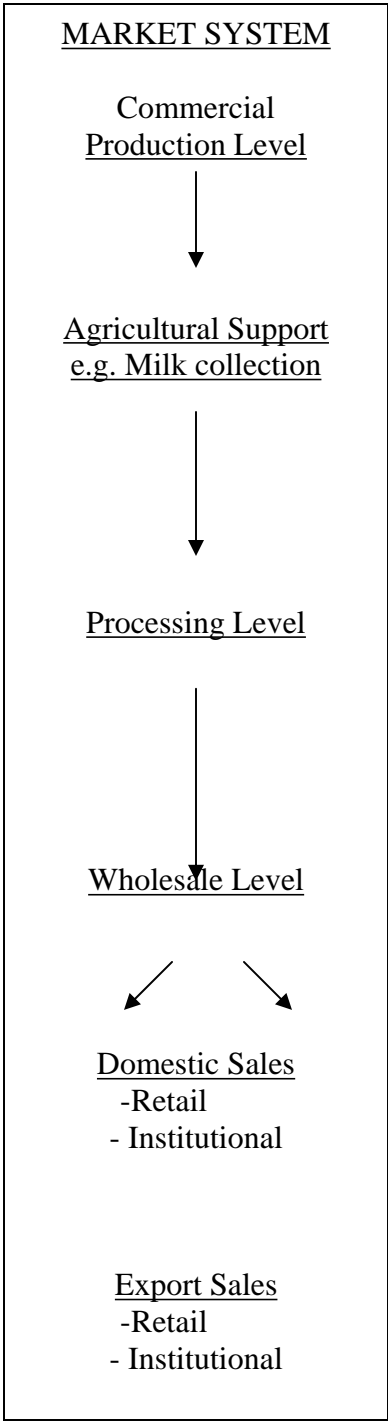 MARKET SYSTEM
Commercial
Production Level
Agricultural Support
e.g. Milk collection
Processing Level
Wholesale Level
Domestic Sales
-Retail
- Institutional
Export Sales
-Retail
- Institutional